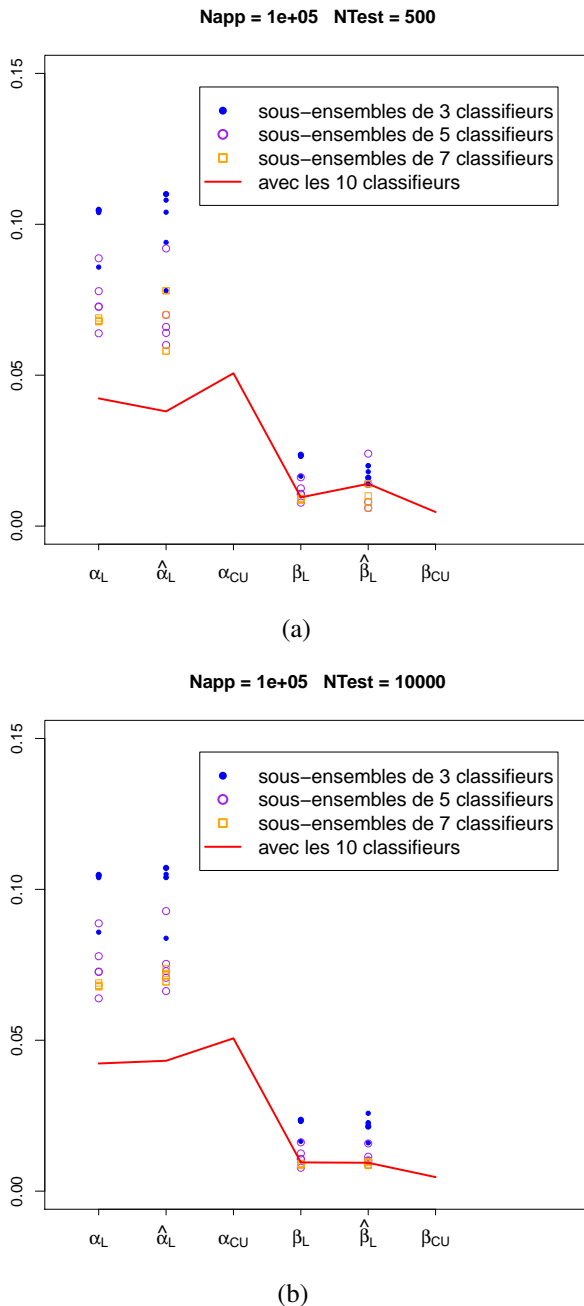 Napp = 1e+05 NTest = 500
0.15
sous−ensembles de 3 classifieurs
sous−ensembles de 5 classifieurs
sous−ensembles de 7 classifieurs
avec les 10 classifieurs
0.10
0.05
0.00
αL α̂L αCU βL β̂L βCU
(a)
Napp = 1e+05 NTest = 10000
0.15
sous−ensembles de 3 classifieurs
sous−ensembles de 5 classifieurs
sous−ensembles de 7 classifieurs
avec les 10 classifieurs
0.10
0.05
0.00
αL α̂L αCU βL β̂L βCU
(b)